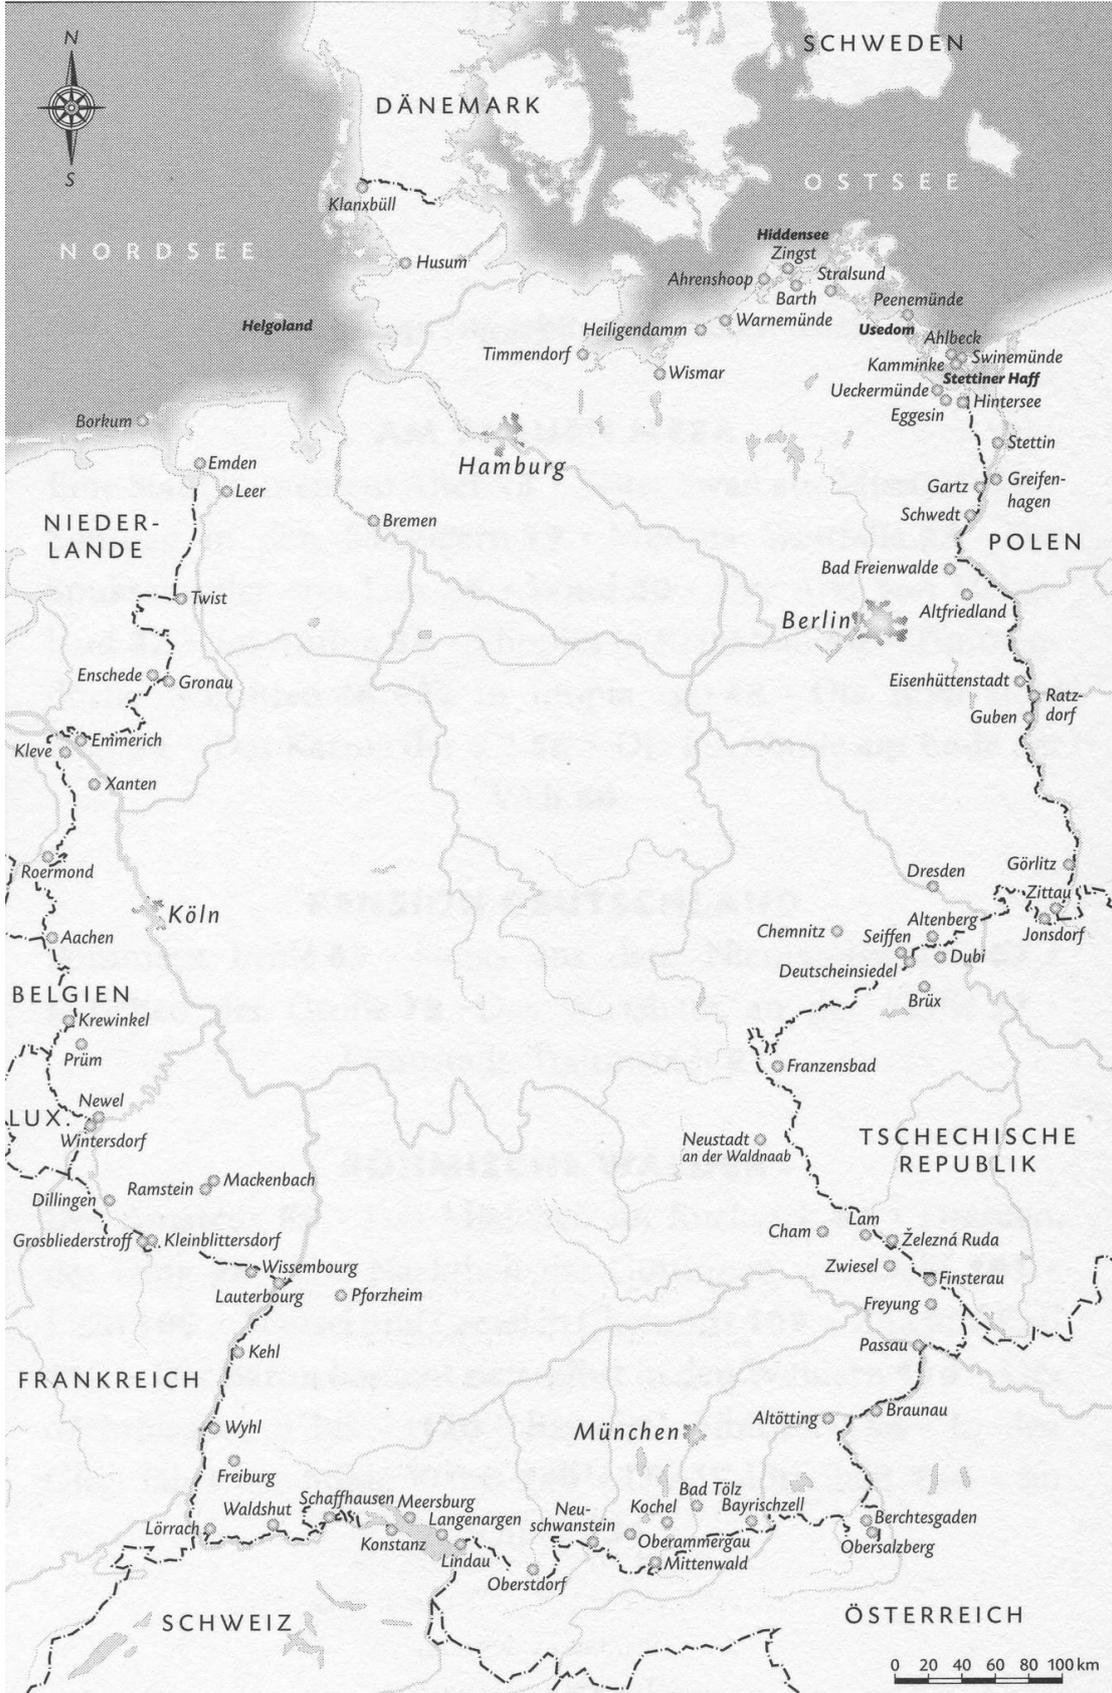 SCHWEDEN
N
DÄNEMARK
S
OSTSEE
Klanxbüll
NORDSEE
Hiddensee
Zingst
Husum
Ahrenshoop
Stralsund
Barth
Peenemünde
Helgoland
Heiligendamm
Warnemünde
Usedom
Ahlbeck
Timmendorf
Swinemünde
Kamminke
Wismar
Stettiner Haff
Ueckermünde
Hintersee
Eggesin
Borkum
Stettin
Hamburg
Emden
Greifen-
hagen
Leer
Gartz
Schwedt
Bremen
NIEDER-
LANDE
POLEN
Bad Freienwalde
Twist
Altfriedland
Berlin
Enschede
Gronau
Eisenhüttenstadt
Ratz-
dorf
Guben
Emmerich
Kleve
Xanten
Görlitz
Roermond
Dresden
Zittau
Köln
Altenberg
Jonsdorf
Chemnitz
Seiffen
Aachen
Dubi
Deutscheinsiedel
BELGIEN
Brüx
Krewinkel
Prüm
Franzensbad
Newel
LUX.
Wintersdorf
Neustadt
an der Waldnaab
TSCHECHISCHE
REPUBLIK
Mackenbach
Ramstein
Dillingen
Lam
Cham
Grosbliederstroff
Kleinblittersdorf
Železná Ruda
Wissembourg
Zwiesel
Finsterau
Lauterbourg
Pforzheim
Freyung
Kehl
Passau
FRANKREICH
Braunau
Altötting
Wyhl
München
Freiburg
Bad Tölz
Schaffhausen
Meersburg
Kochel
Bayrischzell
Waldshut
Neu-
schwanstein
Langenargen
Berchtesgaden
Lörrach
Konstanz
Oberammergau
Obersalzberg
Lindau
Mittenwald
Oberstdorf
SCHWEIZ
ÖSTERREICH
0 20 40 60 80 100 km